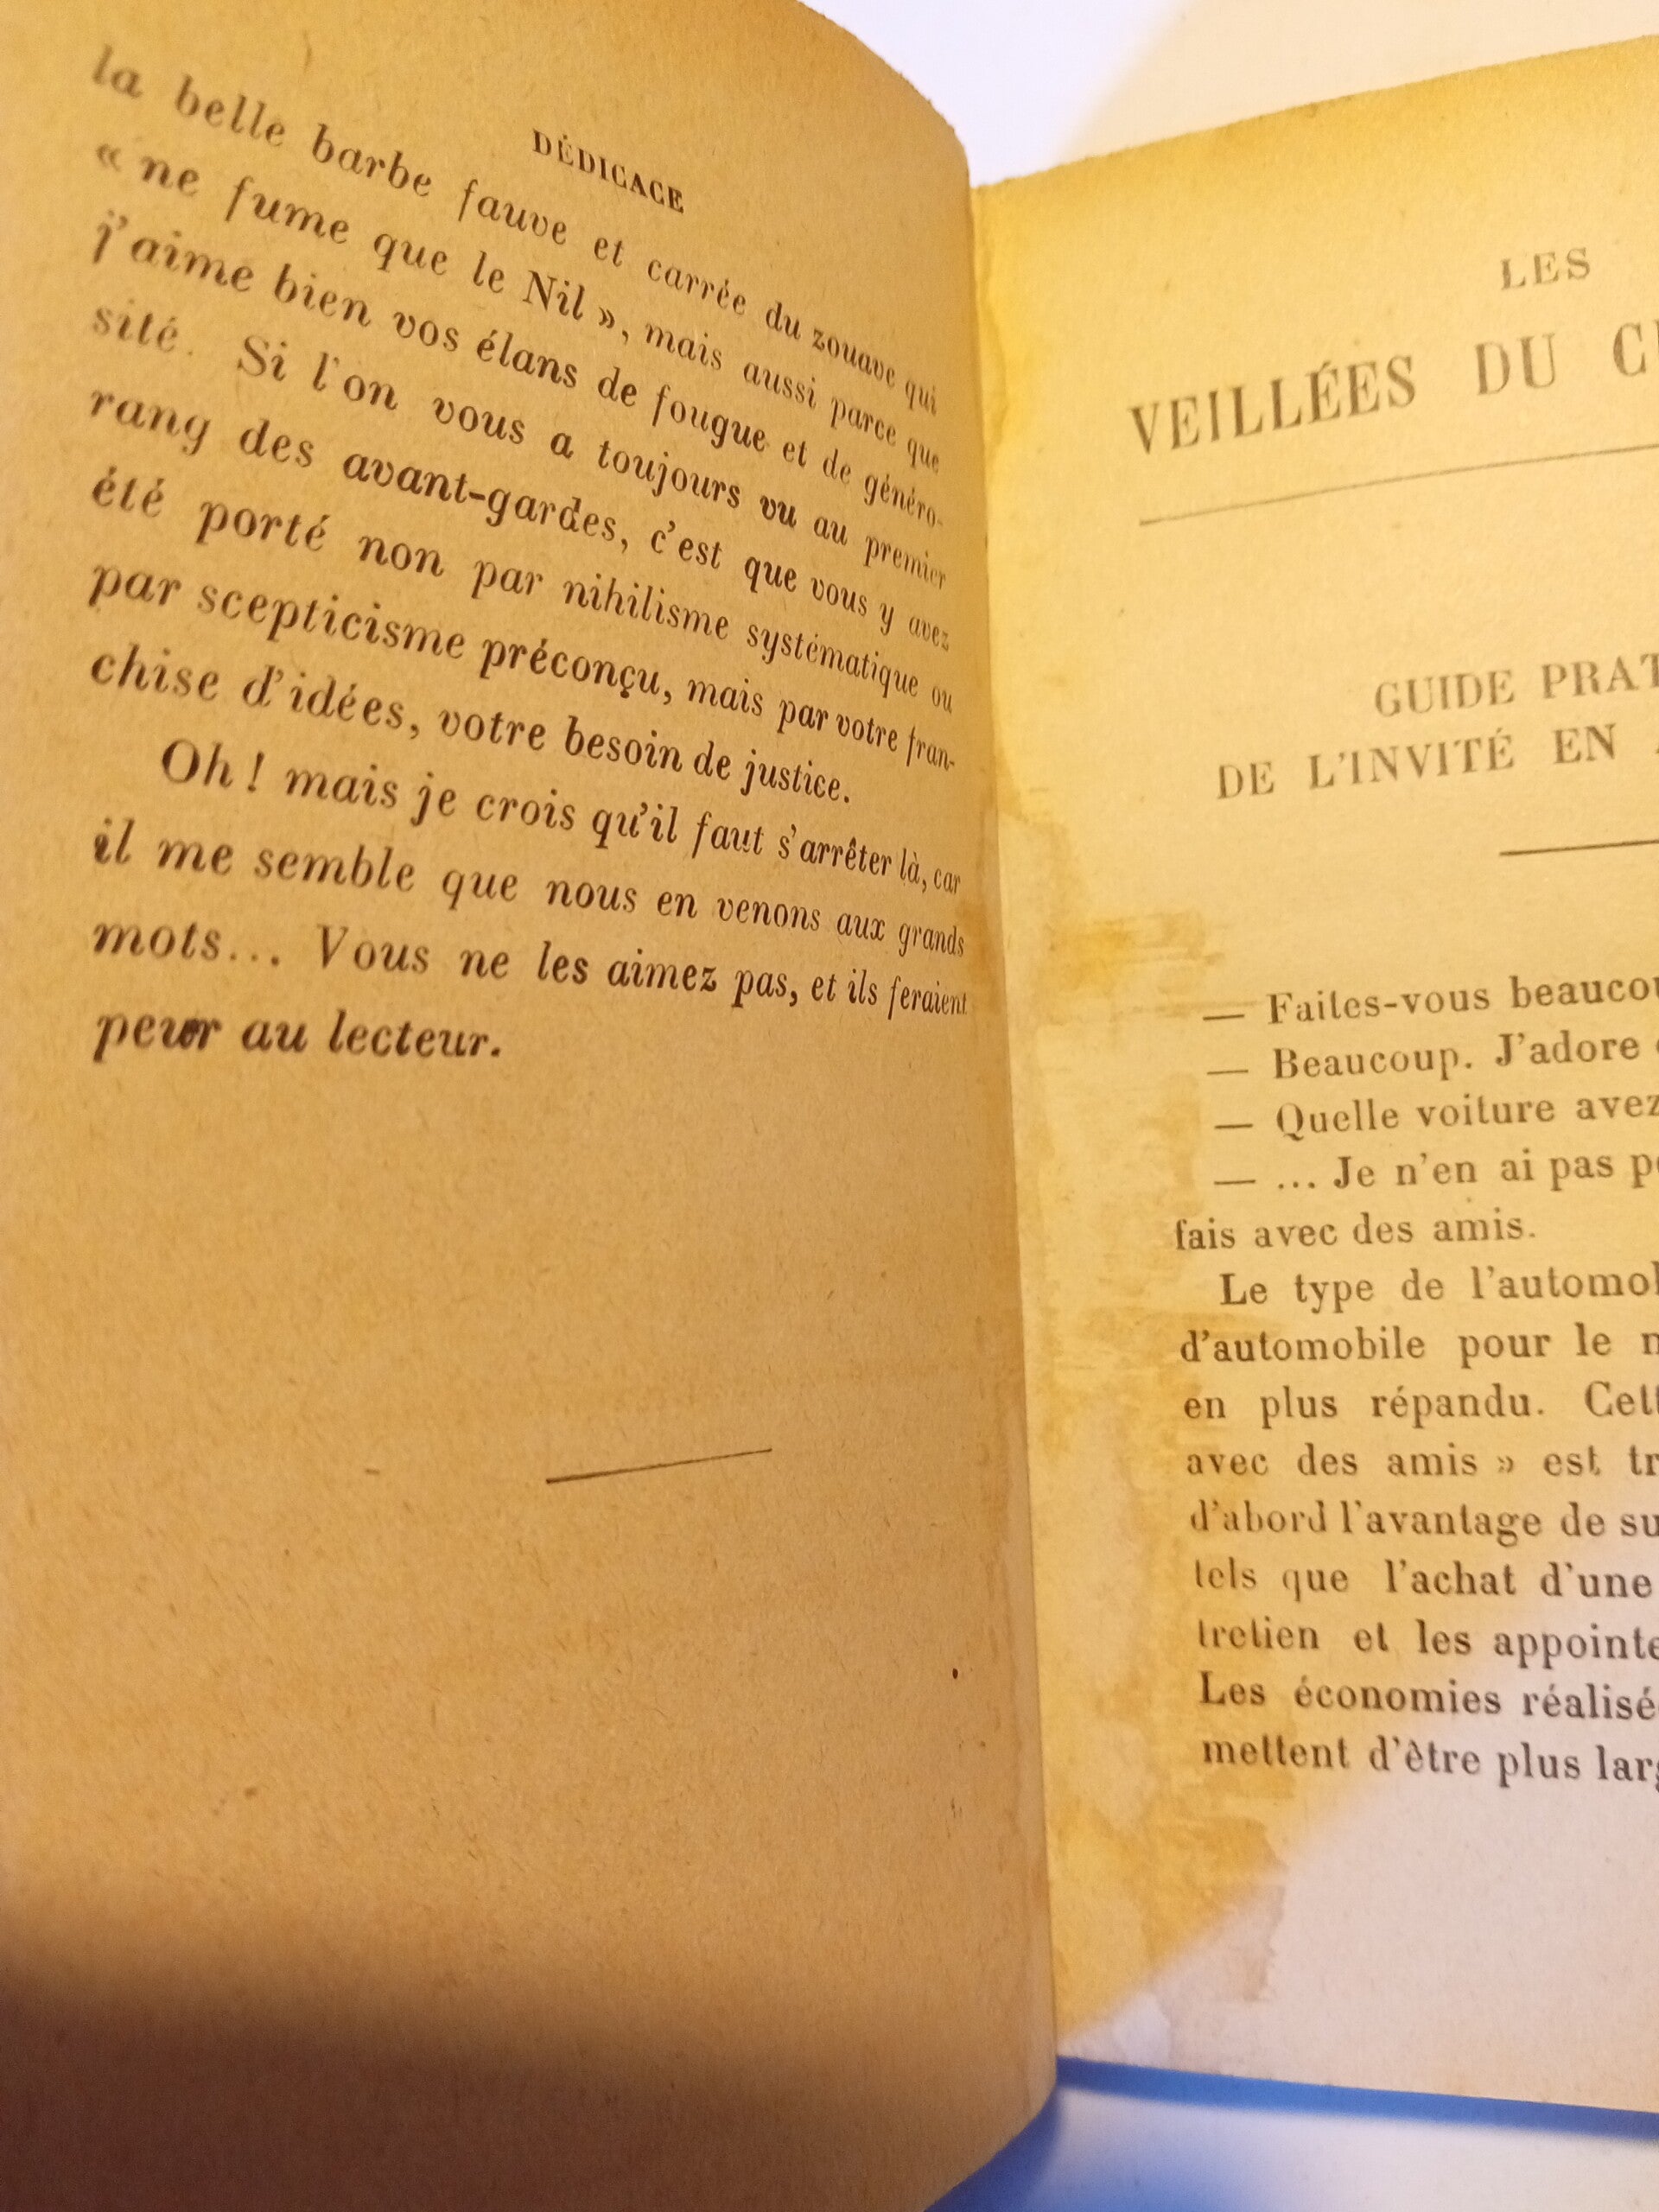 DÉDICACE
la belle barbe fauve et carrée du zouave qui
« ne fume que le Nil », mais aussi parce que
j'aime bien vos élans de fougue et de généro-
sité. Si l'on vous a toujours vu au premier
rang des avant-gardes, c'est que vous y avez
été porté non par nihilisme systématique ou
par scepticisme préconçu, mais par votre fran-
chise d'idées, votre besoin de justice.
Oh ! mais je crois qu'il faut s'arrêter là, car
il me semble que nous en venons aux grands
mots... Vous ne les aimez pas, et ils feraient
peur au lecteur.
LES
VEILLÉES DU
GUIDE PRAT
DE L'INVITÉ EN
— Faites-vous beaucou
— Beaucoup. J'adore
— Quelle voiture avez
— ... Je n'en ai pas
fais avec des amis.
Le type de l'automo
d'automobile pour le
en plus répandu. Cet
avec des amis » est tr
d'abord l'avantage de su
tels que l'achat d'une
tretien et les appointe
Les économies réalisé
mettent d'être plus larg